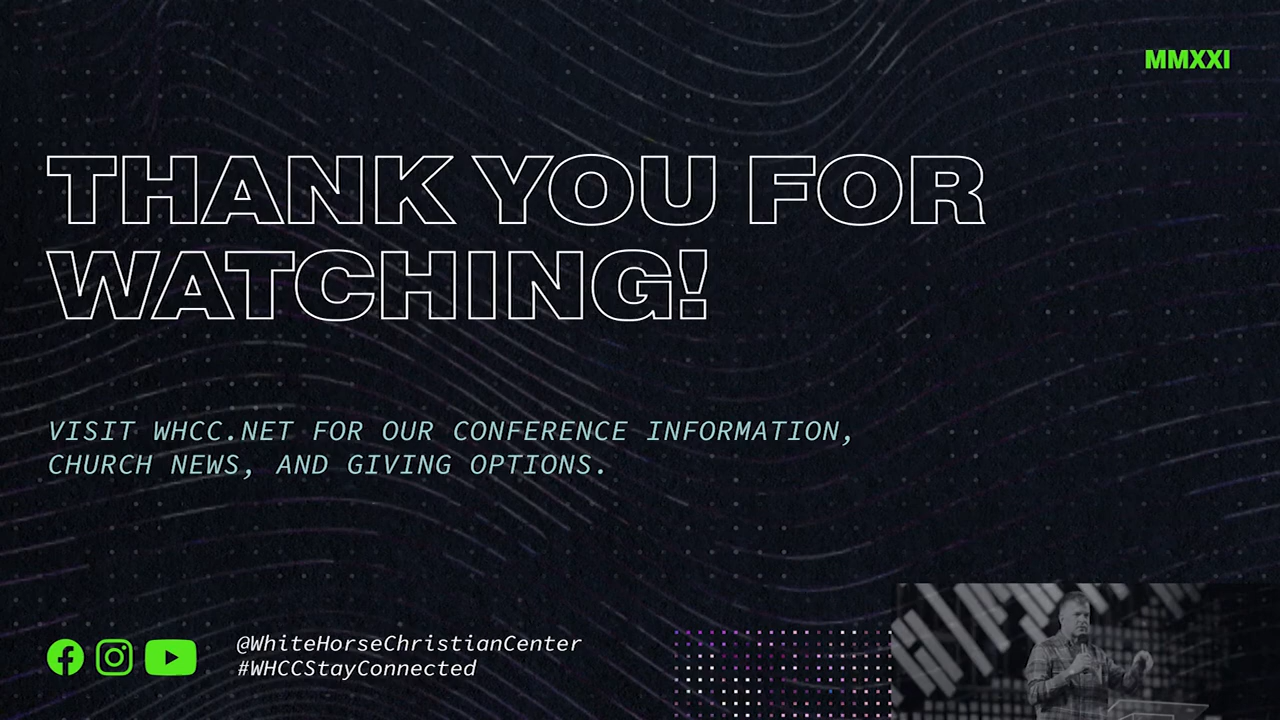 MMXXI
THANK YOU FOR
WATCHING!
VISIT WHCC.NET FOR OUR CONFERENCE INFORMATION,
CHURCH NEWS, AND GIVING OPTIONS.
@WhiteHorseChristianCenter
#WHCCStayConnected